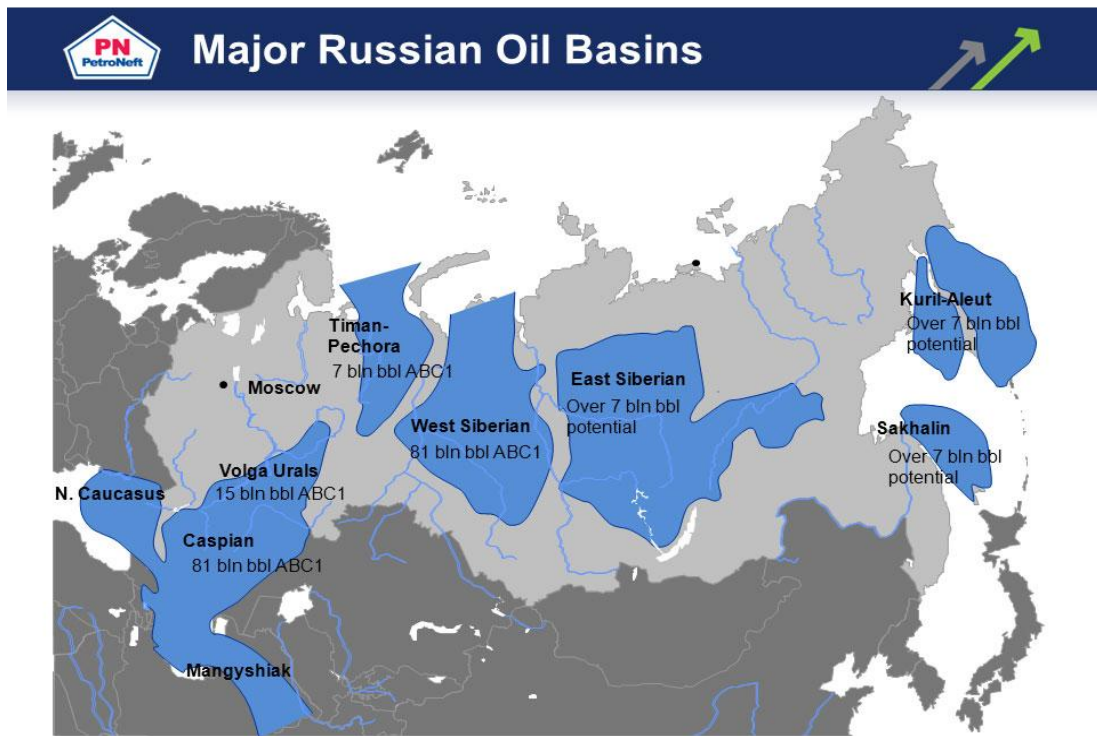 PN
PetroNeft
Major Russian Oil Basins
Timan-
Pechora
7 bln bbl ABC1
Moscow
West Siberian
81 bln bbl ABC1
East Siberian
Over 7 bln bbl
potential
Kuril-Aleut
Over 7 bln bbl
potential
Sakhalin
Over 7 bln bbl
potential
Volga Urals
15 bln bbl ABC1
N. Caucasus
Caspian
81 bln bbl ABC1
Mangyshiak